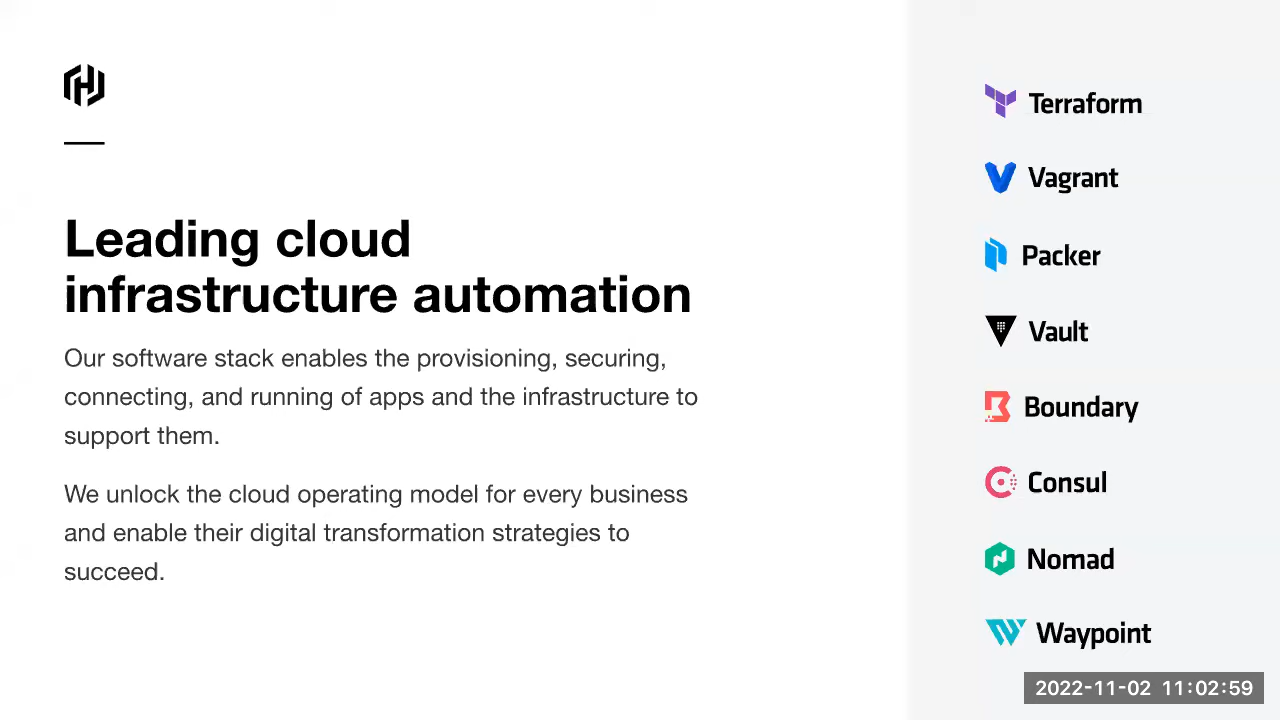 Leading cloud
infrastructure automation
Our software stack enables the provisioning, securing,
connecting, and running of apps and the infrastructure to
support them.
We unlock the cloud operating model for every business
and enable their digital transformation strategies to
succeed.
Terraform
Vagrant
Packer
Vault
Boundary
Consul
Nomad
Waypoint
2022-11-02 11:02:59